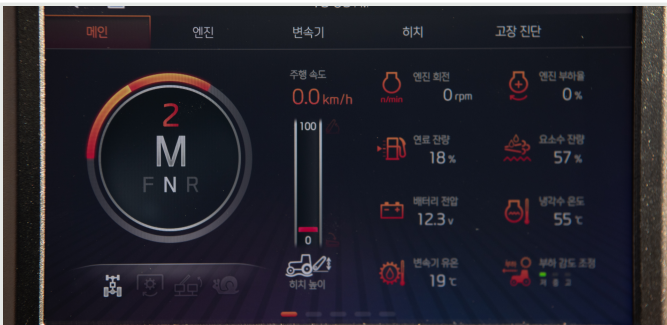 메인 엔진 변속기 히치 고장 진단
주행 속도
0.0 km/h
2
M
F N R
100
0
히치 높이
엔진 회전
n/min
0 rpm
엔진 부하율
0 %
연료 잔량
18 %
요소수 잔량
57 %
배터리 전압
12.3 v
냉각수 온도
55 ℃
변속기 유온
19 ℃
부하 감도 조정
km
저 중 고